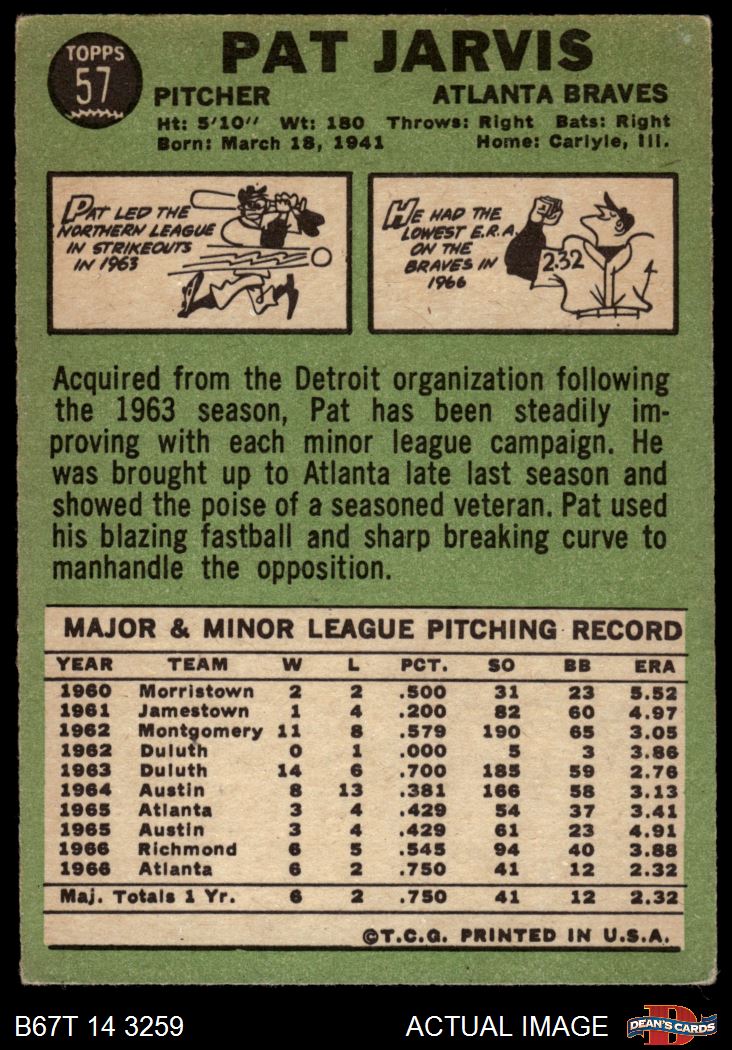 TOPPS
57
PAT JARVIS
PITCHER ATLANTA BRAVES
Ht: 5'10" Wt: 180 Throws: Right Bats: Right
Born: March 18, 1941 Home: Carlyle, Ill.
PAT LED THE
NORTHERN LEAGUE
IN STRIKEOUTS
IN 1963
HE HAD THE
LOWEST E.R.A.
ON THE
BRAVES IN
1966
2.32
Acquired from the Detroit organization following
the 1963 season, Pat has been steadily im-
proving with each minor league campaign. He
was brought up to Atlanta late last season and
showed the poise of a seasoned veteran. Pat used
his blazing fastball and sharp breaking curve to
manhandle the opposition.
MAJOR & MINOR LEAGUE PITCHING RECORD
YEAR TEAM W L PCT. SO BB ERA
1960 Morristown 2 2 .500 31 23 5.52
1961 Jamestown 1 4 .200 82 60 4.97
1962 Montgomery 11 8 .579 190 65 3.05
1962 Duluth 0 1 .000 5 3 3.86
1963 Duluth 14 6 .700 185 59 2.76
1964 Austin 8 13 .381 166 58 3.13
1965 Atlanta 3 4 .429 54 37 3.41
1965 Austin 3 4 .429 61 23 4.91
1966 Richmond 6 5 .545 94 40 3.88
1966 Atlanta 6 2 .750 41 12 2.32
Maj. Totals 1 Yr. 6 2 .750 41 12 2.32
©T.C.G. PRINTED IN U.S.A.
B67T 14 3259 ACTUAL IMAGE
DEAN'S CARDS